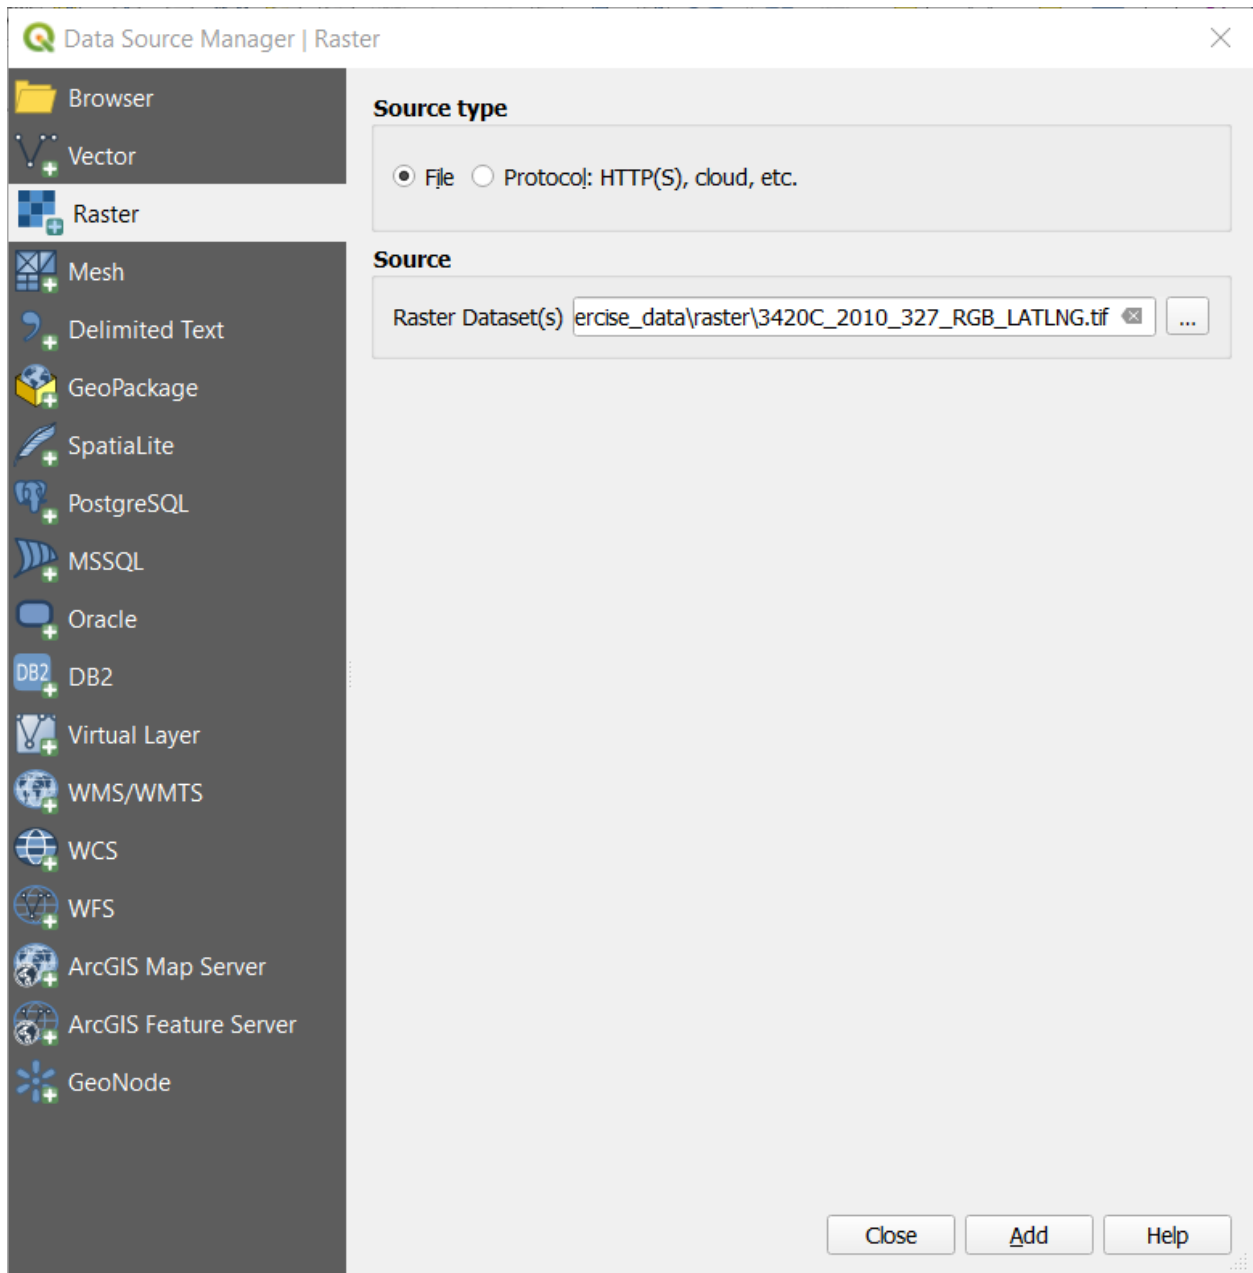 Data Source Manager | Raster
Browser
Vector
Raster
Mesh
Delimited Text
GeoPackage
SpatiaLite
PostgreSQL
MSSQL
Oracle
DB2
DB2
Virtual Layer
WMS/WMTS
WCS
WFS
ArcGIS Map Server
ArcGIS Feature Server
GeoNode
Source type
File Protocol: HTTP(S), cloud, etc.
Source
Raster Dataset(s) ercise_data\raster\3420C_2010_327_RGB_LATLNG.tif ...
Close Add Help